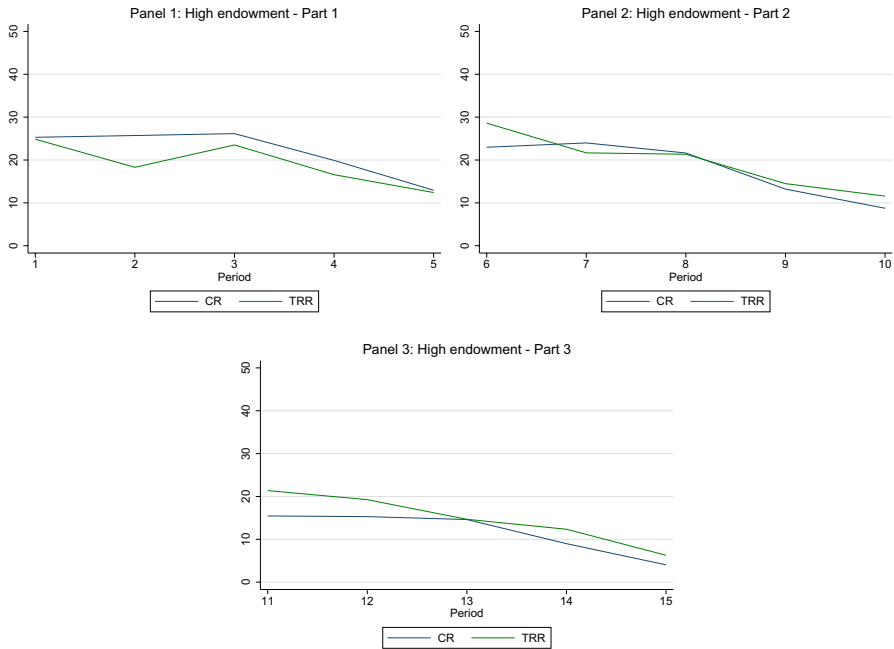 Panel 1: High endowment - Part 1
50
40
30
20
10
0
1 2 3 4 5
Period
CR TRR
Panel 2: High endowment - Part 2
50
40
30
20
10
0
6 7 8 9 10
Period
CR TRR
Panel 3: High endowment - Part 3
50
40
30
20
10
0
11 12 13 14 15
Period
CR TRR